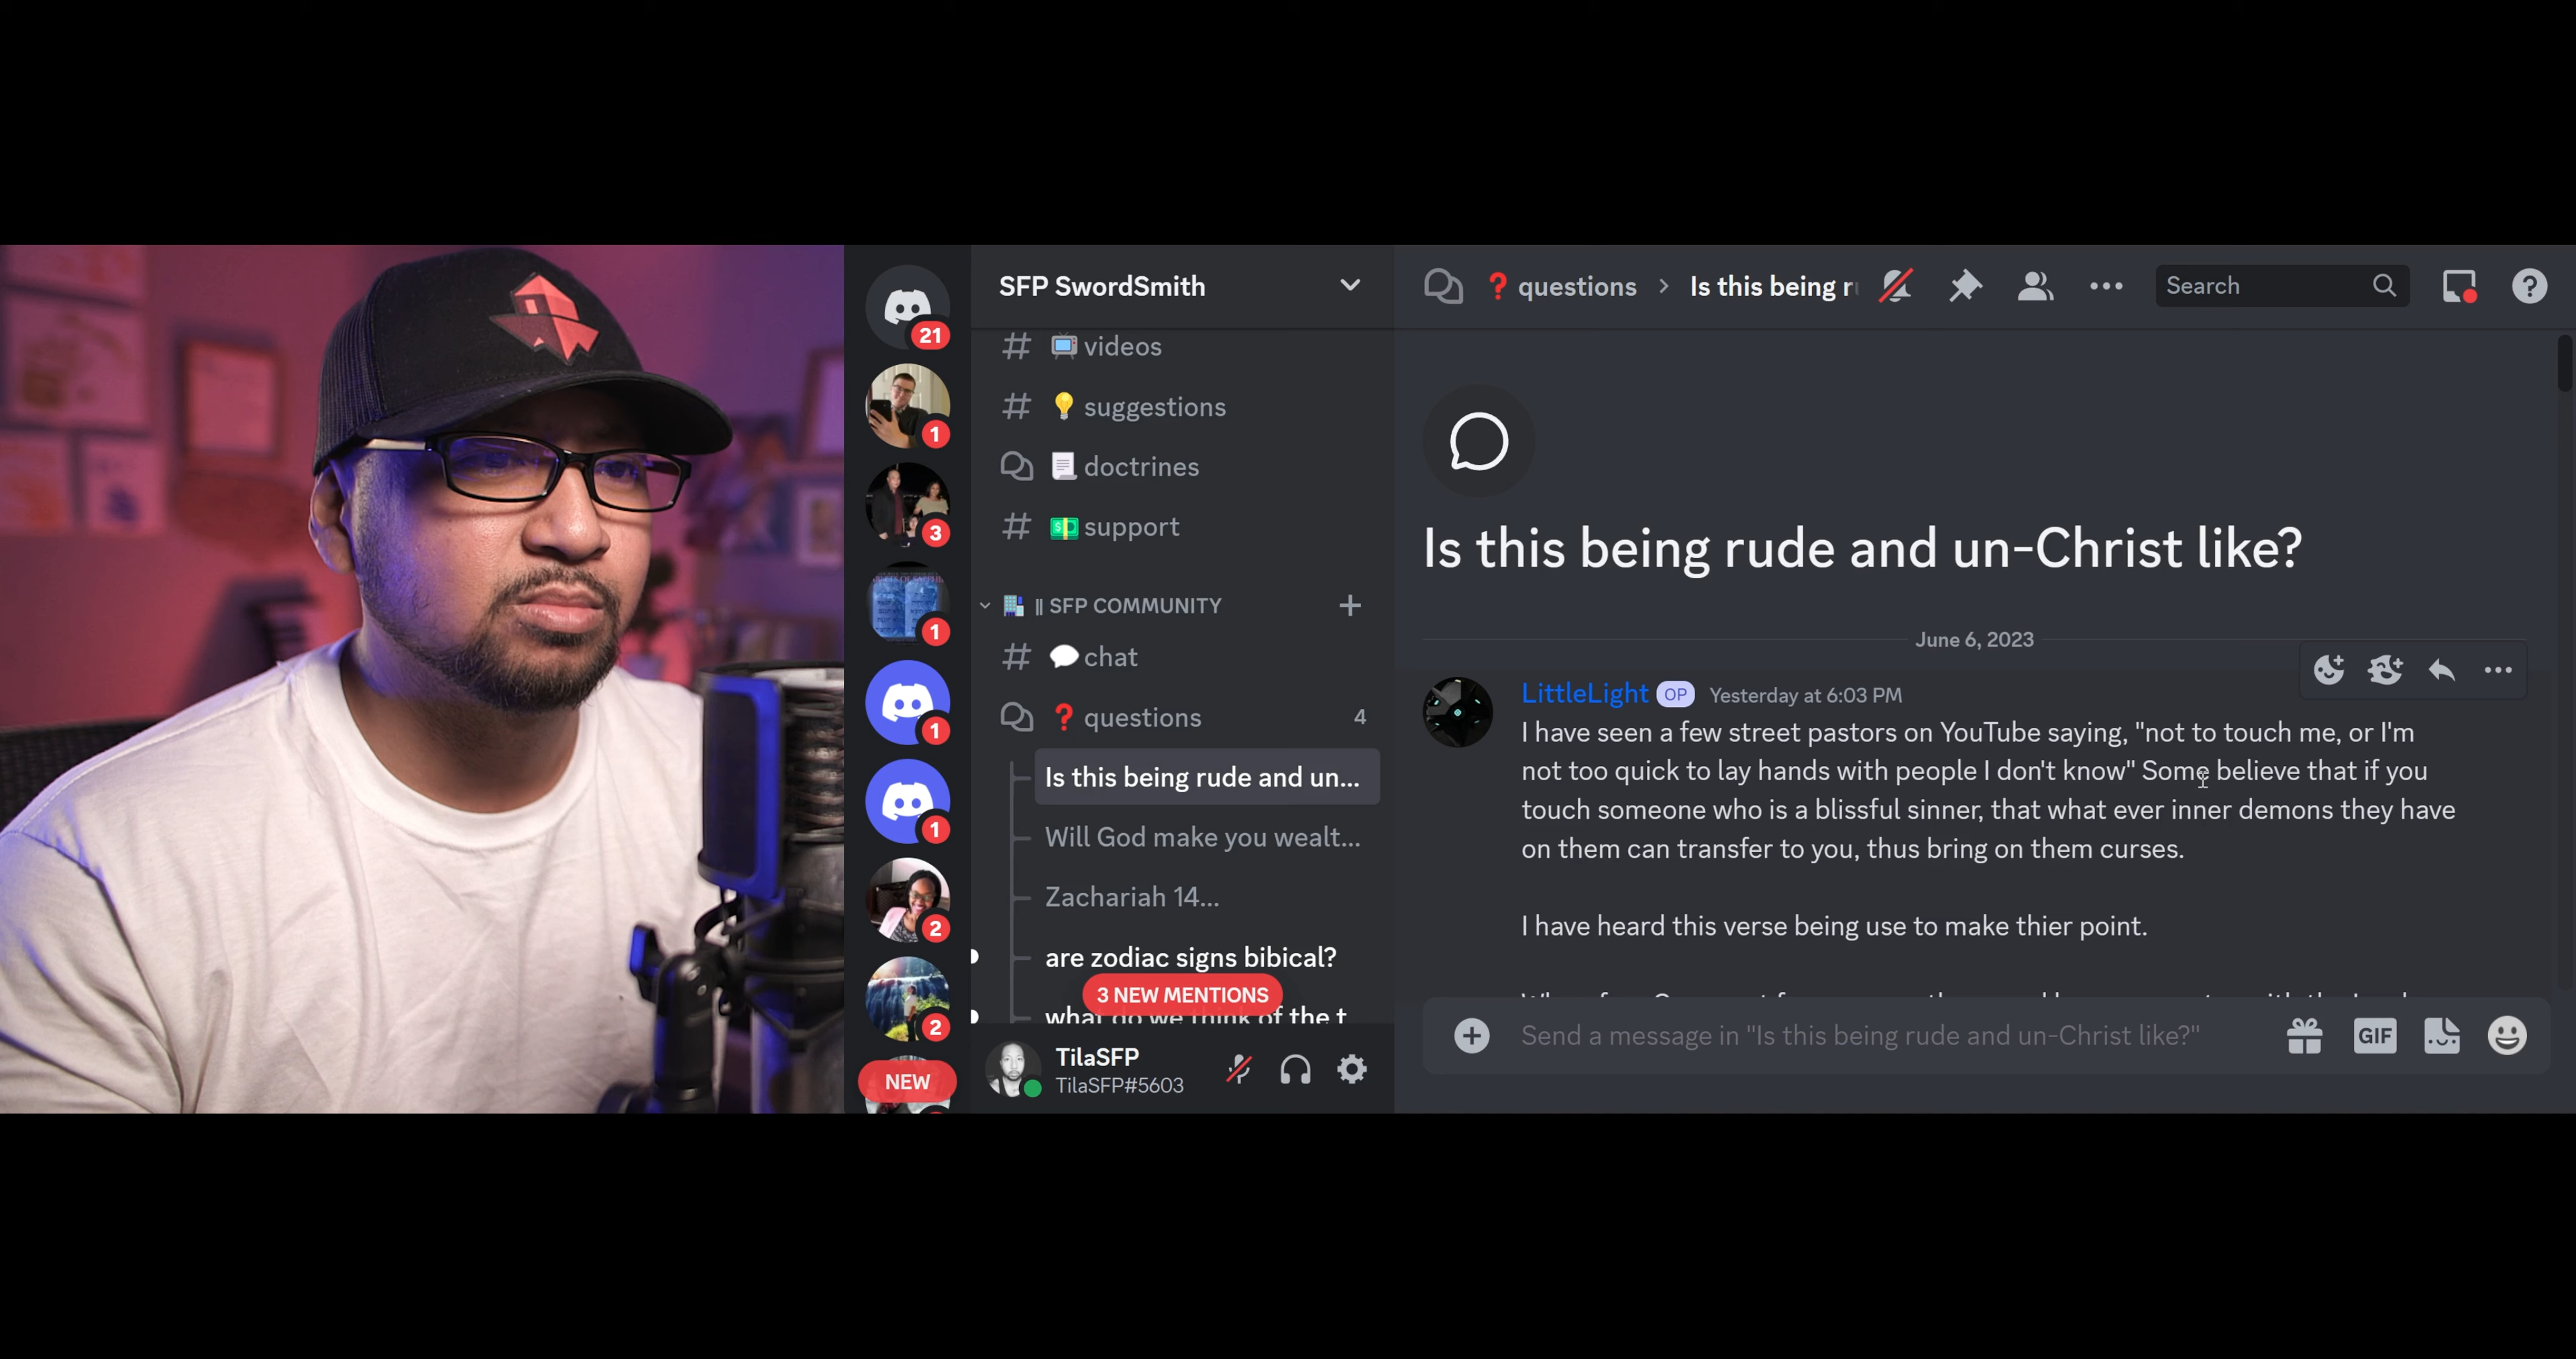 21
1
3
1
1
1
2
2
NEW
SFP SwordSmith
videos
suggestions
doctrines
support
|| SFP COMMUNITY
chat
questions 4
Is this being rude and un...
Will God make you wealt...
Zachariah 14...
are zodiac signs bibical?
3 NEW MENTIONS
what do we think of the t
TilaSFP
TilaSFP#5603
questions > Is this being r
Search
Is this being rude and un-Christ like?
June 6, 2023
LittleLight OP Yesterday at 6:03 PM
I have seen a few street pastors on YouTube saying, "not to touch me, or I'm
not too quick to lay hands with people I don't know" Some believe that if you
touch someone who is a blissful sinner, that what ever inner demons they have
on them can transfer to you, thus bring on them curses.
I have heard this verse being use to make thier point.
Send a message in "Is this being rude and un-Christ like?"
GIF